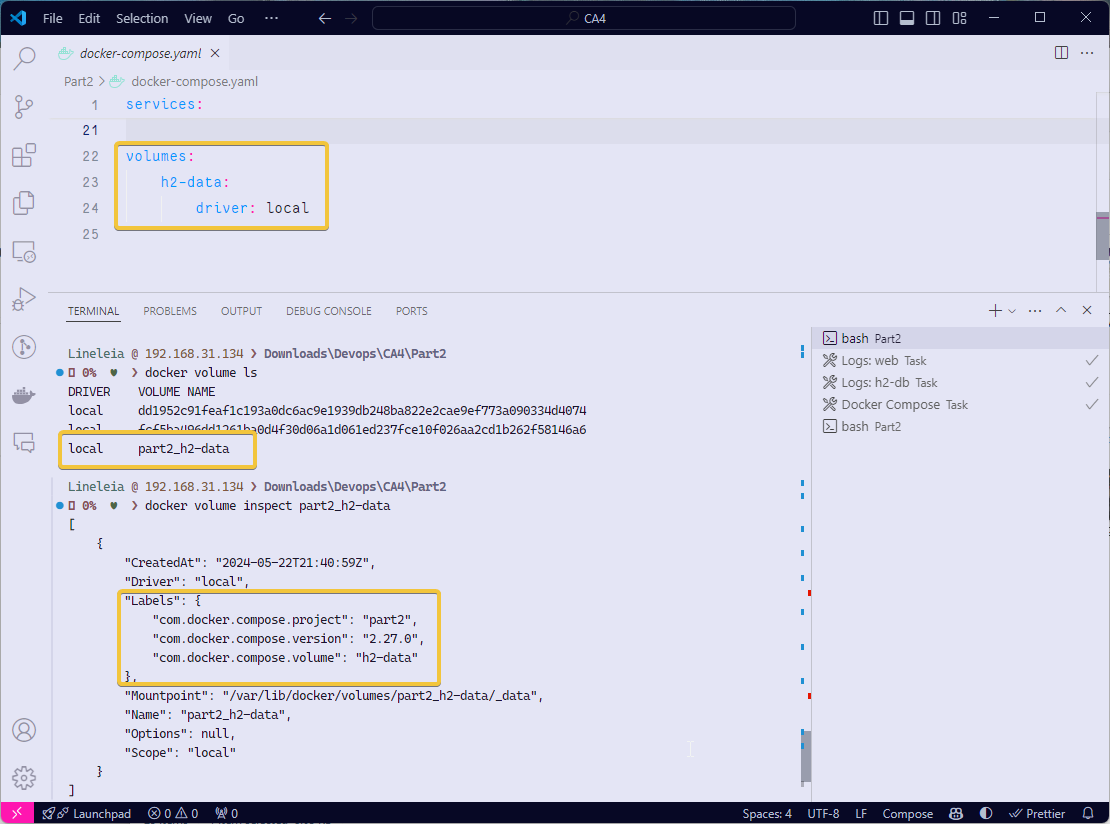 File Edit Selection View Go ··· CA4
docker-compose.yaml
Part2 > docker-compose.yaml
1 services:
21
22 volumes:
23 h2-data:
24 driver: local
25
TERMINAL PROBLEMS OUTPUT DEBUG CONSOLE PORTS
Lineleia @ 192.168.31.134 ❯ Downloads\Devops\CA4\Part2
0% ♥ ❯ docker volume ls
DRIVER VOLUME NAME
local dd1952c91feaf1c193a0dc6ac9e1939db248ba822e2cae9ef773a090334d4074
local fcf5ba496dd1261ba0d4f30d06a1d061ed237fce10f026aa2cd1b262f58146a6
local part2_h2-data
Lineleia @ 192.168.31.134 ❯ Downloads\Devops\CA4\Part2
0% ♥ ❯ docker volume inspect part2_h2-data
[
{
"CreatedAt": "2024-05-22T21:40:59Z",
"Driver": "local",
"Labels": {
"com.docker.compose.project": "part2",
"com.docker.compose.version": "2.27.0",
"com.docker.compose.volume": "h2-data"
},
"Mountpoint": "/var/lib/docker/volumes/part2_h2-data/_data",
"Name": "part2_h2-data",
"Options": null,
"Scope": "local"
}
]
bash Part2
Logs: web Task
Logs: h2-db Task
Docker Compose Task
bash Part2
Launchpad 0 0 0 Spaces: 4 UTF-8 LF Compose Prettier